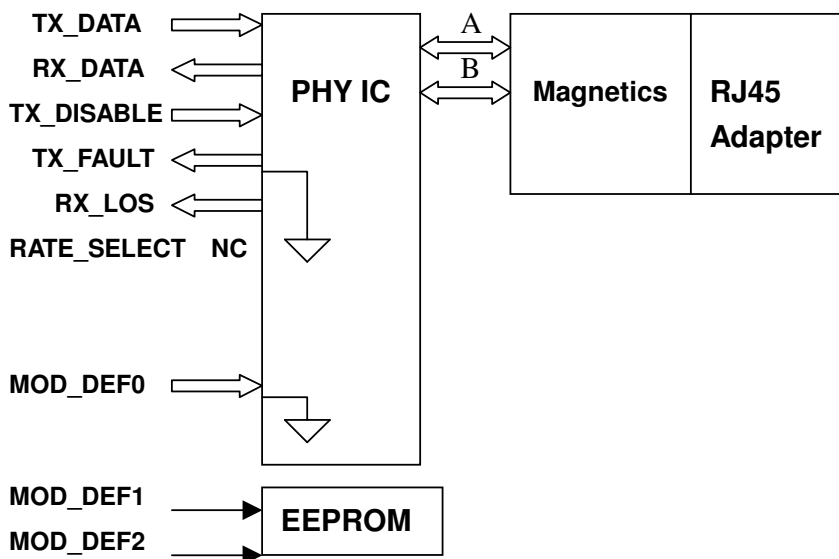 TX_DATA
RX_DATA
TX_DISABLE
TX_FAULT
RX_LOS
RATE_SELECT NC
MOD_DEF0
MOD_DEF1
MOD_DEF2
PHY IC
EEPROM
A
B
Magnetics
RJ45
Adapter